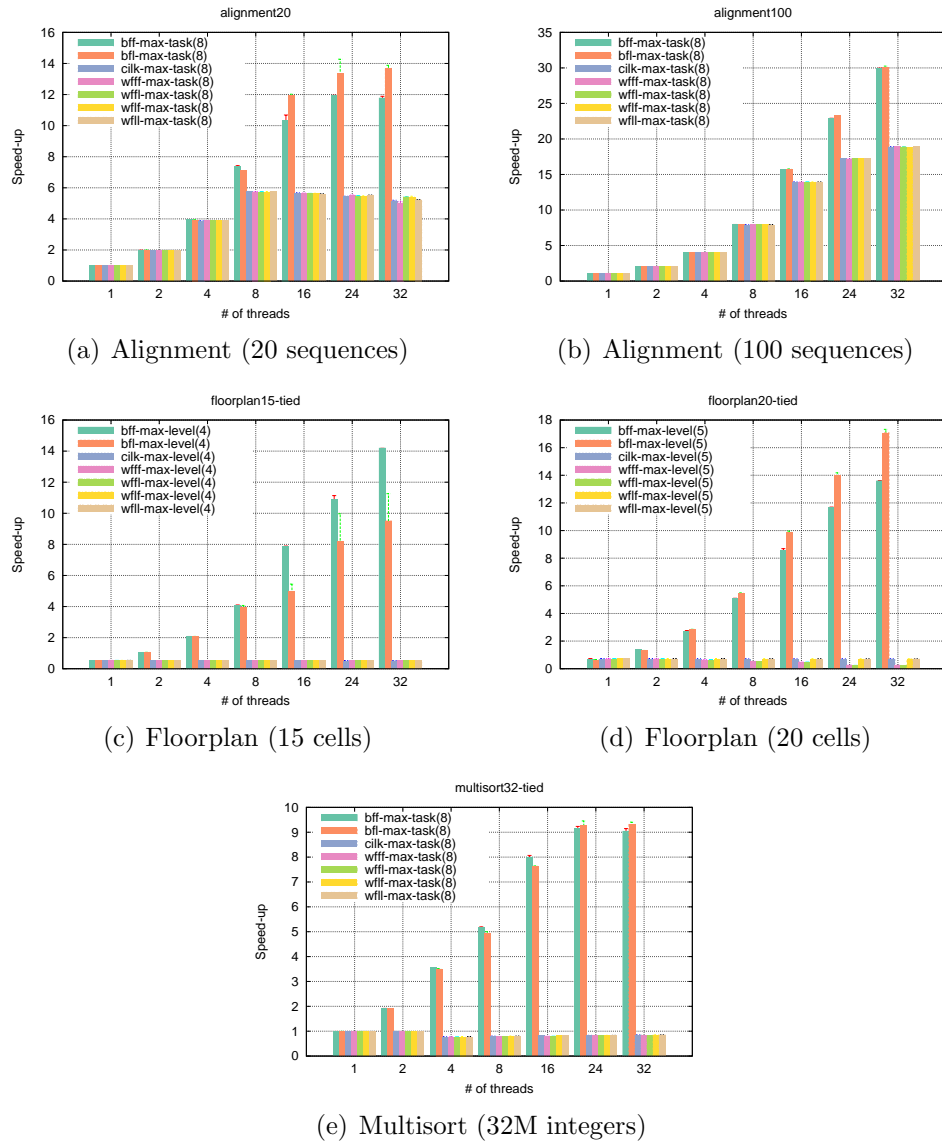 alignment20
16
14
12
10
8
6
4
2
0
Speed-up
bff-max-task(8)
bfl-max-task(8)
cilk-max-task(8)
wfff-max-task(8)
wffl-max-task(8)
wflf-max-task(8)
wfll-max-task(8)
1 2 4 8 16 24 32
# of threads
(a) Alignment (20 sequences)
alignment100
35
30
25
20
15
10
5
0
Speed-up
bff-max-task(8)
bfl-max-task(8)
cilk-max-task(8)
wfff-max-task(8)
wffl-max-task(8)
wflf-max-task(8)
wfll-max-task(8)
1 2 4 8 16 24 32
# of threads
(b) Alignment (100 sequences)
floorplan15-tied
16
14
12
10
8
6
4
2
0
Speed-up
bff-max-level(4)
bfl-max-level(4)
cilk-max-level(4)
wfff-max-level(4)
wffl-max-level(4)
wflf-max-level(4)
wfll-max-level(4)
1 2 4 8 16 24 32
# of threads
(c) Floorplan (15 cells)
floorplan20-tied
18
16
14
12
10
8
6
4
2
0
Speed-up
bff-max-level(5)
bfl-max-level(5)
cilk-max-level(5)
wfff-max-level(5)
wffl-max-level(5)
wflf-max-level(5)
wfll-max-level(5)
1 2 4 8 16 24 32
# of threads
(d) Floorplan (20 cells)
multisort32-tied
10
9
8
7
6
5
4
3
2
1
0
Speed-up
bff-max-task(8)
bfl-max-task(8)
cilk-max-task(8)
wfff-max-task(8)
wffl-max-task(8)
wflf-max-task(8)
wfll-max-task(8)
1 2 4 8 16 24 32
# of threads
(e) Multisort (32M integers)